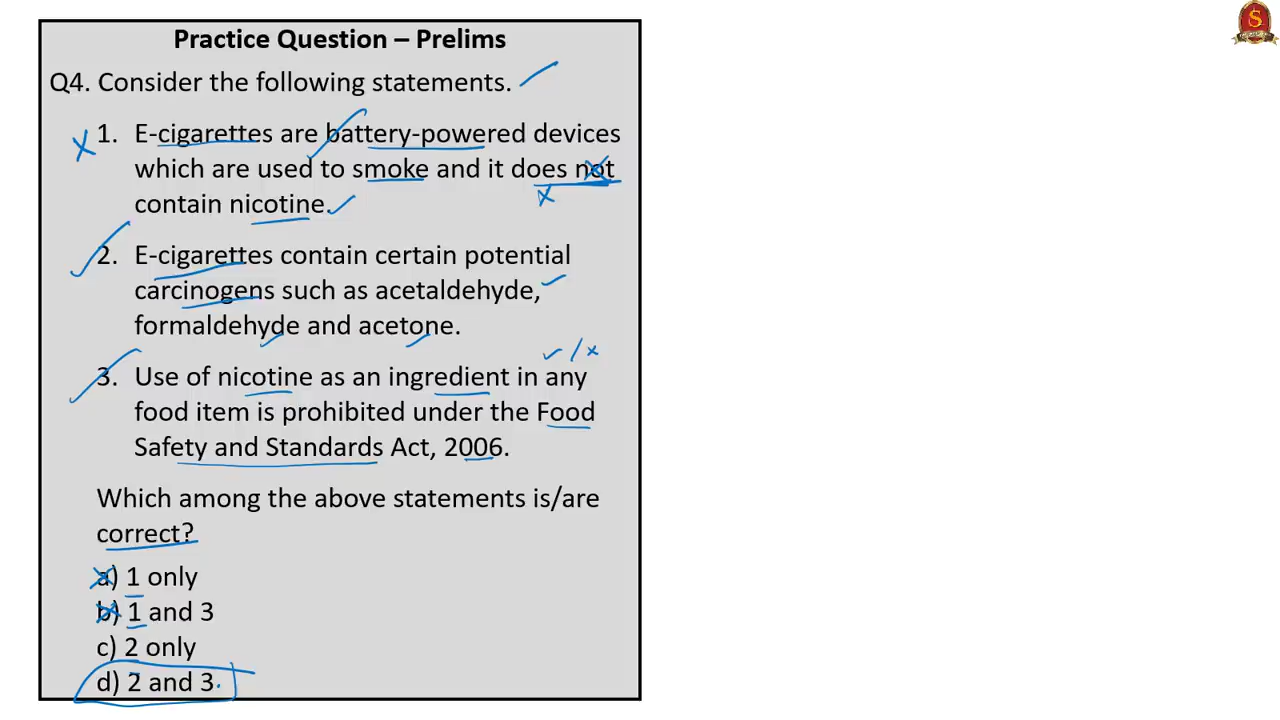 Practice Question – Prelims
Q4. Consider the following statements.
1. E-cigarettes are battery-powered devices
which are used to smoke and it does not
contain nicotine.
2. E-cigarettes contain certain potential
carcinogens such as acetaldehyde,
formaldehyde and acetone.
3. Use of nicotine as an ingredient in any
food item is prohibited under the Food
Safety and Standards Act, 2006.
Which among the above statements is/are
correct?
a) 1 only
b) 1 and 3
c) 2 only
d) 2 and 3